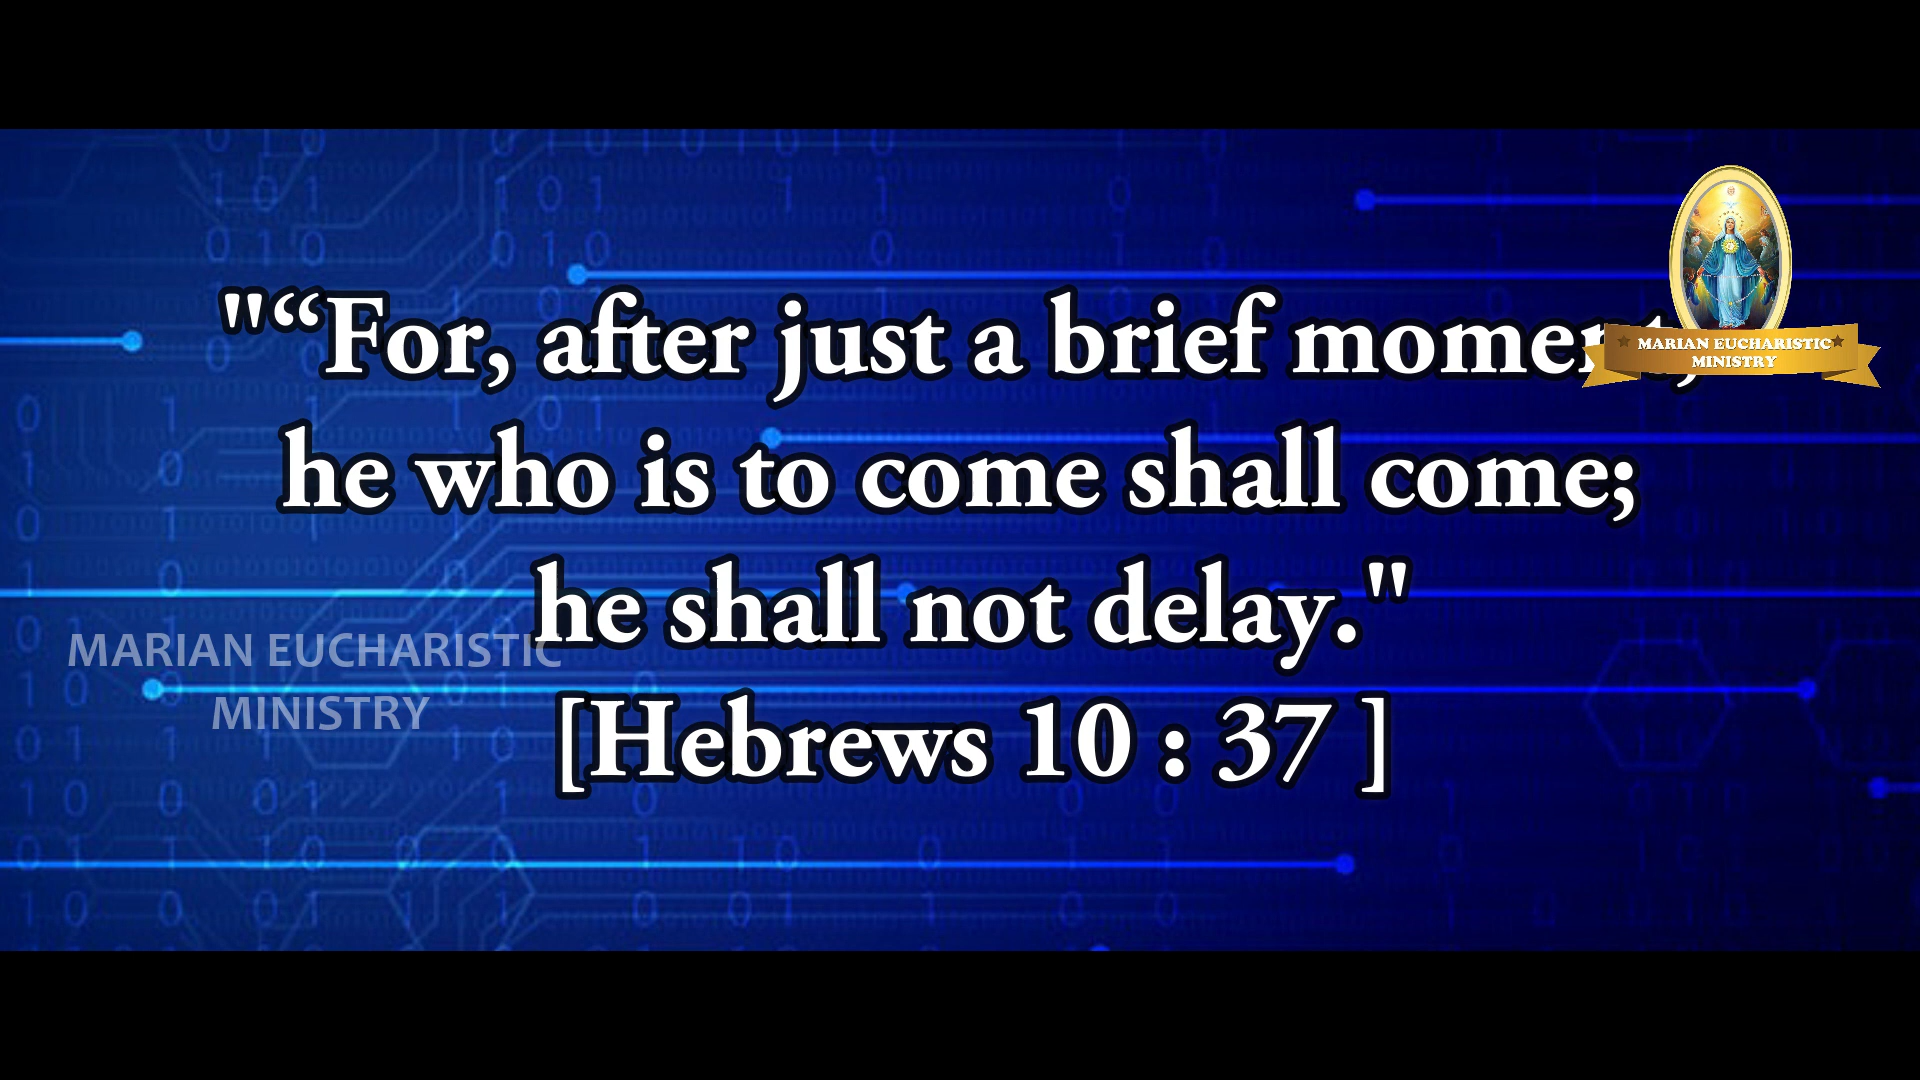 "“For, after just a brief moment,
he who is to come shall come;
he shall not delay."
[Hebrews 10 : 37 ]
MARIAN EUCHARISTIC
MINISTRY
MARIAN EUCHARISTIC
MINISTRY